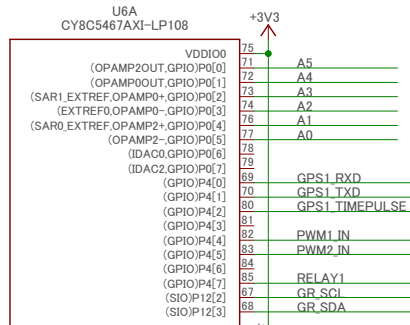 U6A
CY8C5467AXI-LP108
+3V3
VDDIO0 75
(OPAMP2OUT,GPIO)P0[0] 71 A5
(OPAMP0OUT,GPIO)P0[1] 72 A4
(SAR1_EXTREF,OPAMP0+,GPIO)P0[2] 73 A3
(EXTREF0,OPAMP0-,GPIO)P0[3] 74 A2
(SAR0_EXTREF,OPAMP2+,GPIO)P0[4] 76 A1
(OPAMP2-,GPIO)P0[5] 77 A0
(IDAC0,GPIO)P0[6] 78
(IDAC2,GPIO)P0[7] 79
(GPIO)P4[0] 69 GPS1_RXD
(GPIO)P4[1] 70 GPS1_TXD
(GPIO)P4[2] 80 GPS1_TIMEPULSE
(GPIO)P4[3] 81
(GPIO)P4[4] 82 PWM1_IN
(GPIO)P4[5] 83 PWM2_IN
(GPIO)P4[6] 84
(GPIO)P4[7] 85 RELAY1
(SIO)P12[2] 67 GR_SCL
(SIO)P12[3] 68 GR_SDA